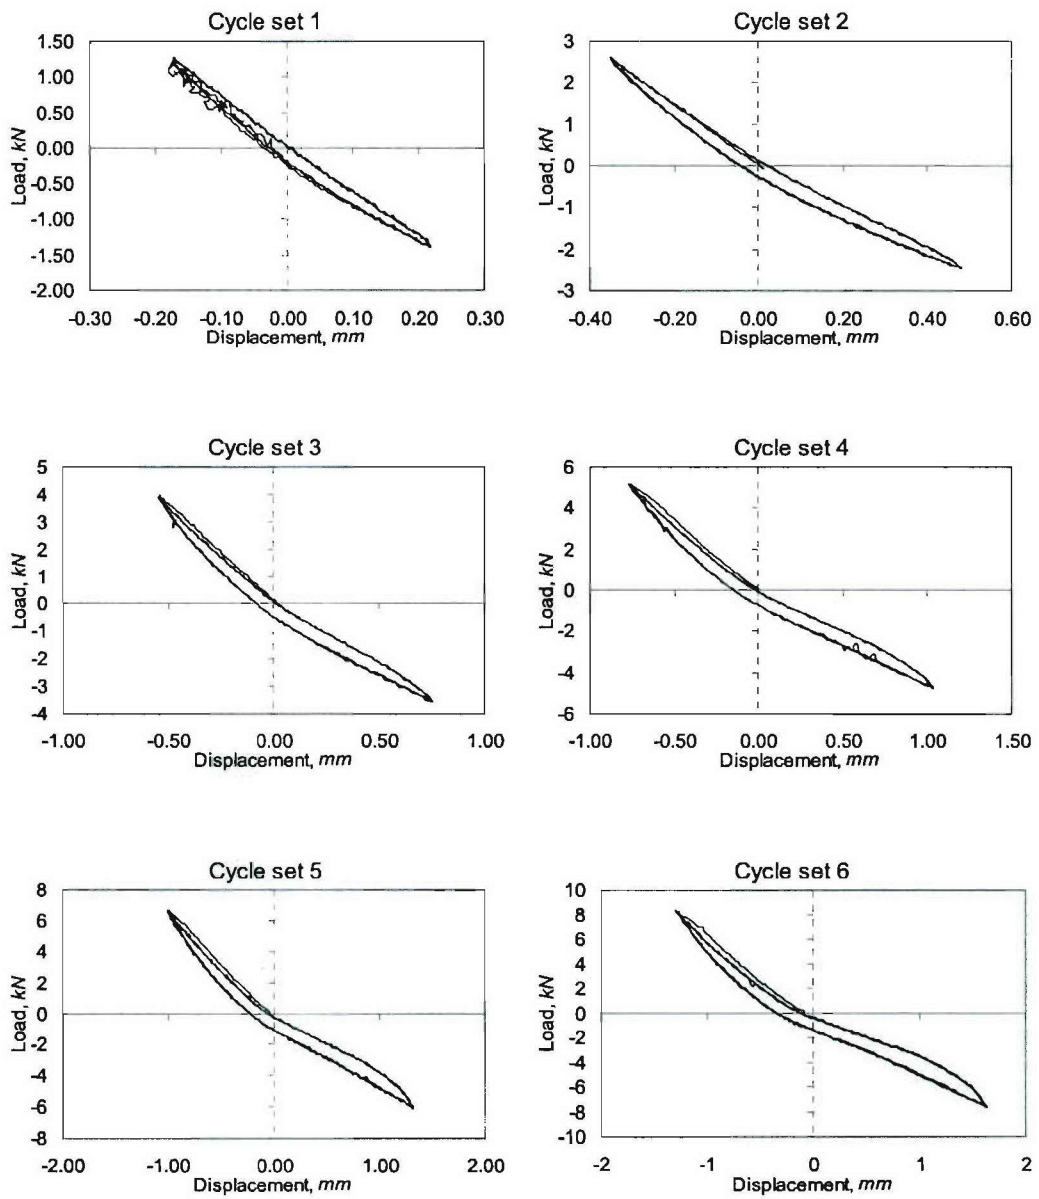 Cycle set 1
1.50
1.00
0.50
0.00
-0.50
-1.00
-1.50
-2.00
Load, kN
-0.30 -0.20 -0.10 0.00 0.10 0.20 0.30
Displacement, mm
Cycle set 2
3
2
1
0
-1
-2
-3
Load, kN
-0.40 -0.20 0.00 0.20 0.40 0.60
Displacement, mm
Cycle set 3
5
4
3
2
1
0
-1
-2
-3
-4
Load, kN
-1.00 -0.50 0.00 0.50 1.00
Displacement, mm
Cycle set 4
6
4
2
0
-2
-4
-6
Load, kN
-1.00 -0.50 0.00 0.50 1.00 1.50
Displacement, mm
Cycle set 5
8
6
4
2
0
-2
-4
-6
-8
Load, kN
-2.00 -1.00 0.00 1.00 2.00
Displacement, mm
Cycle set 6
10
8
6
4
2
0
-2
-4
-6
-8
-10
Load, kN
-2 -1 0 1 2
Displacement, mm